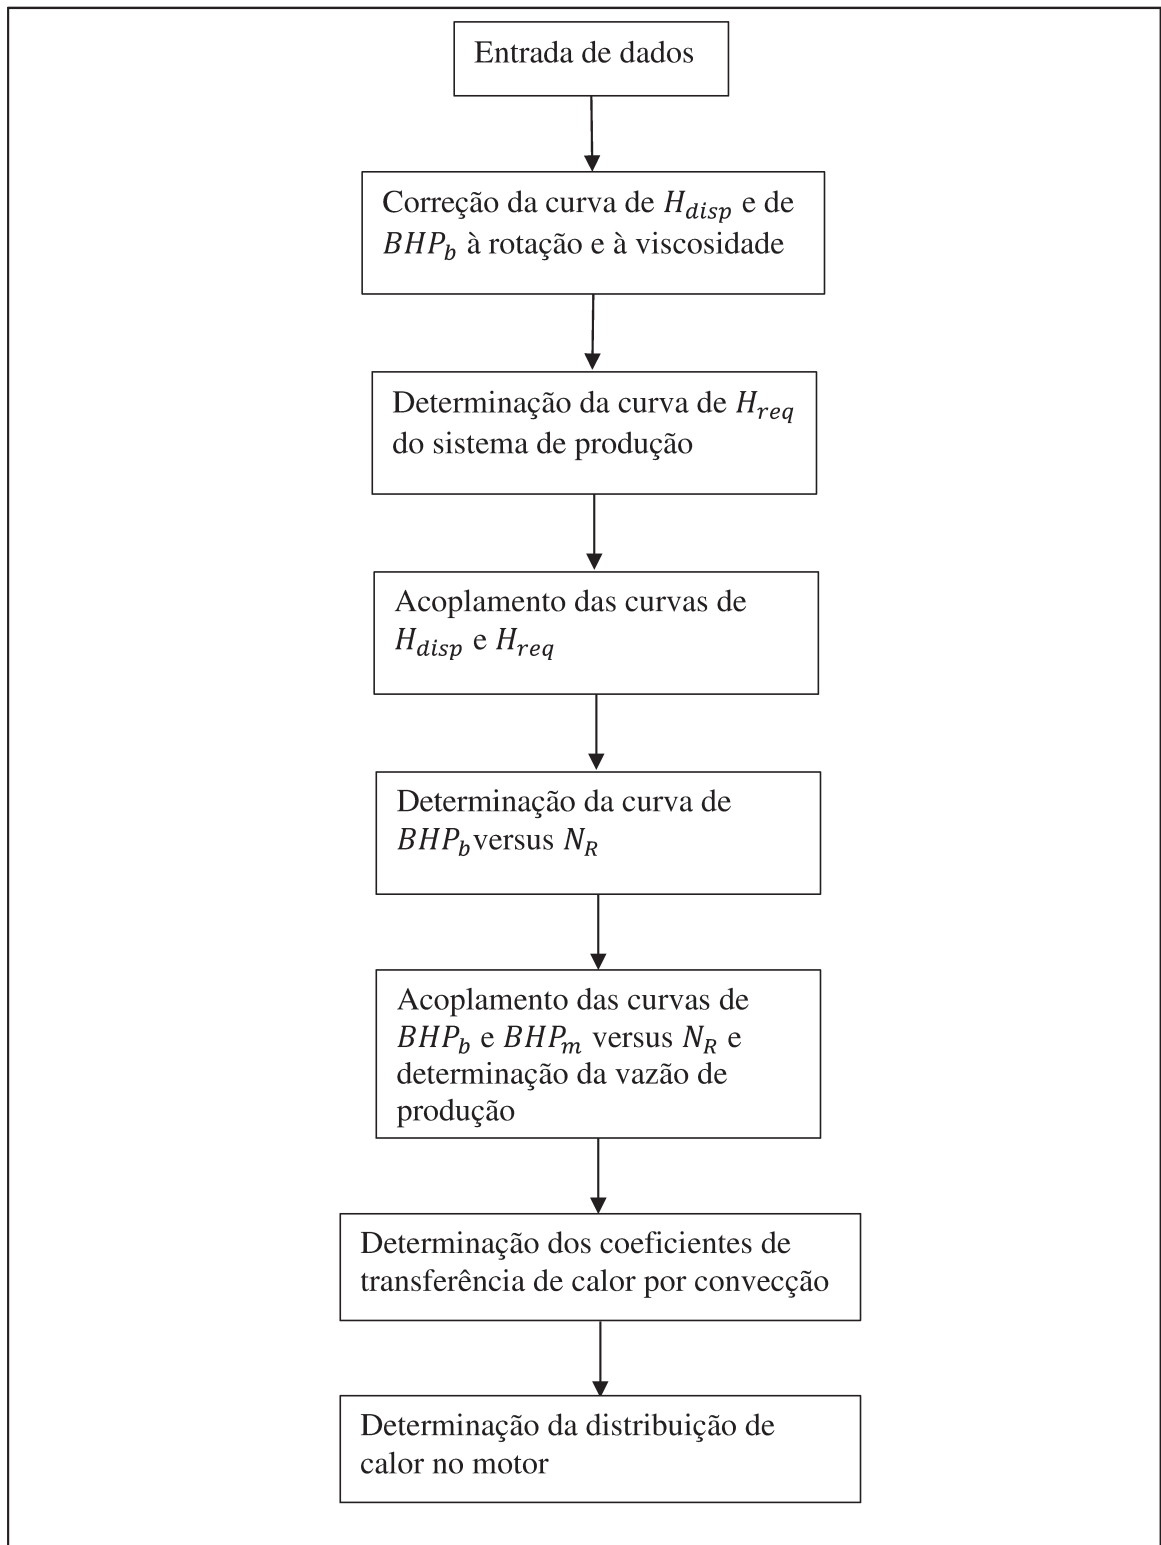 Entrada de dados
Correção da curva de H_disp e de
BHP_b à rotação e à viscosidade
Determinação da curva de H_req
do sistema de produção
Acoplamento das curvas de
H_disp e H_req
Determinação da curva de
BHP_b versus N_R
Acoplamento das curvas de
BHP_b e BHP_m versus N_R e
determinação da vazão de
produção
Determinação dos coeficientes de
transferência de calor por convecção
Determinação da distribuição de
calor no motor